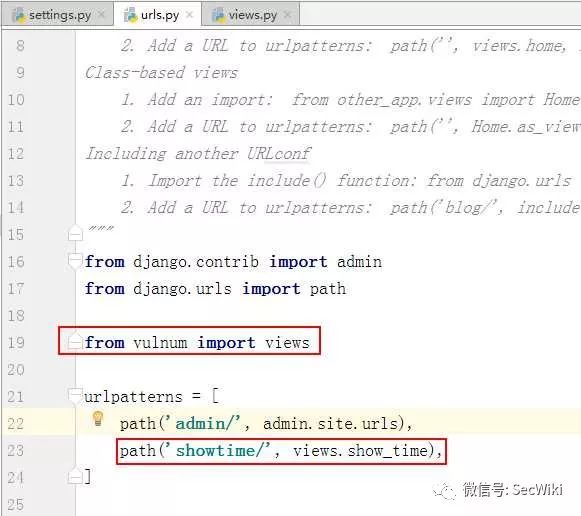 settings.py × urls.py × views.py ×
8 2. Add a URL to urlpatterns: path('', views.home,
9 Class-based views
10 1. Add an import: from other_app.views import Home
11 2. Add a URL to urlpatterns: path('', Home.as_view
12 Including another URLconf
13 1. Import the include() function: from django.urls
14 2. Add a URL to urlpatterns: path('blog/', include
15 """
16 from django.contrib import admin
17 from django.urls import path
18
19 from vulnum import views
20
21 urlpatterns = [
22 path('admin/', admin.site.urls),
23 path('showtime/', views.show_time),
24 ]
25
微信号: SecWiki